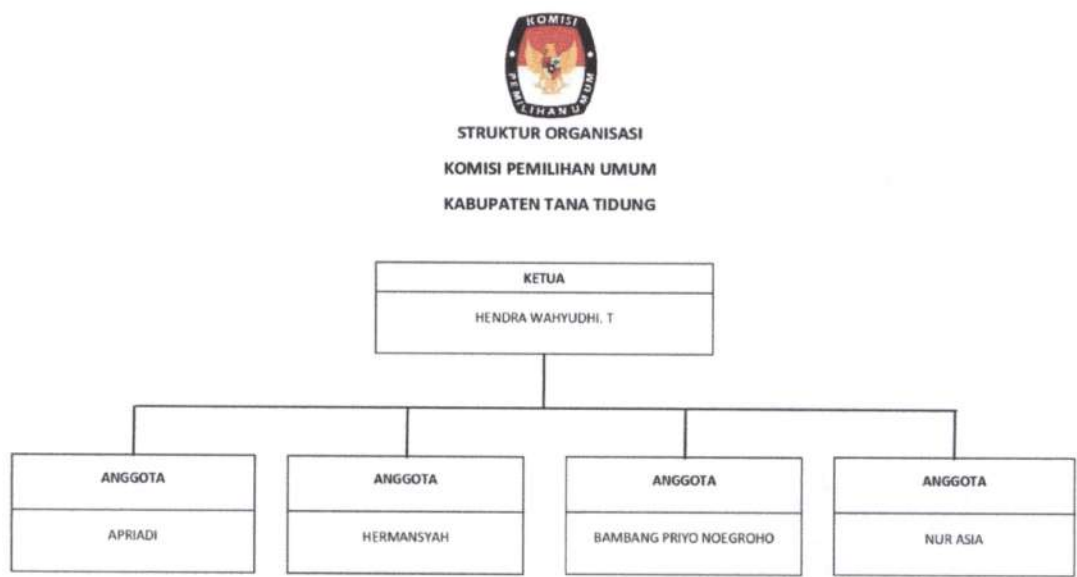 KOMISI
PEMILIHAN UMUM
STRUKTUR ORGANISASI
KOMISI PEMILIHAN UMUM
KABUPATEN TANA TIDUNG
KETUA
HENDRA WAHYUDHI. T
ANGGOTA
APRIADI
ANGGOTA
HERMANSYAH
ANGGOTA
BAMBANG PRIYO NOEGROHO
ANGGOTA
NUR ASIA